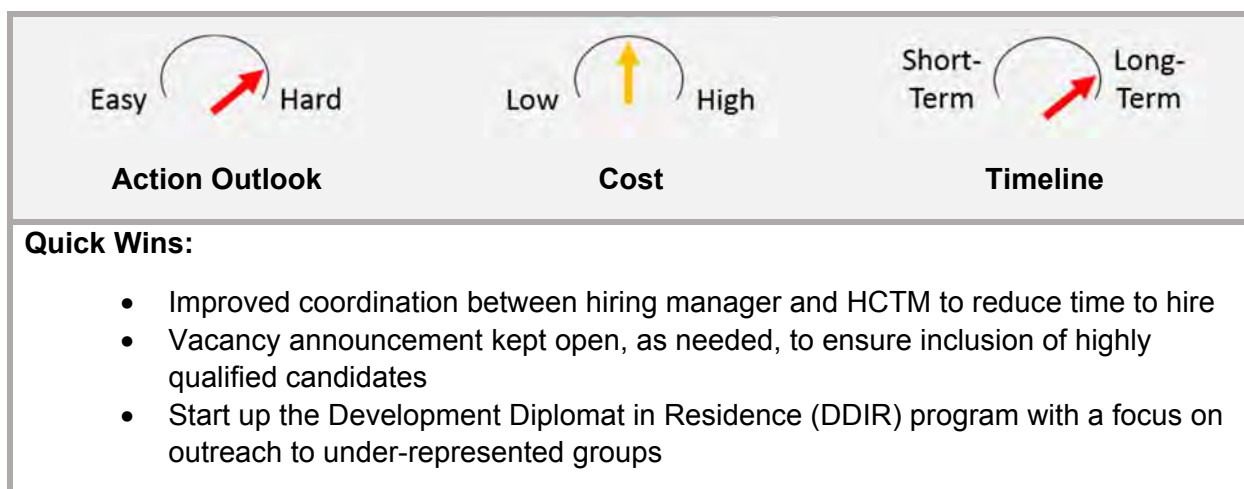 Easy Hard
Low High
Short-Term Long-Term
Action Outlook Cost Timeline
Quick Wins:
• Improved coordination between hiring manager and HCTM to reduce time to hire
• Vacancy announcement kept open, as needed, to ensure inclusion of highly
qualified candidates
• Start up the Development Diplomat in Residence (DDIR) program with a focus on
outreach to under-represented groups